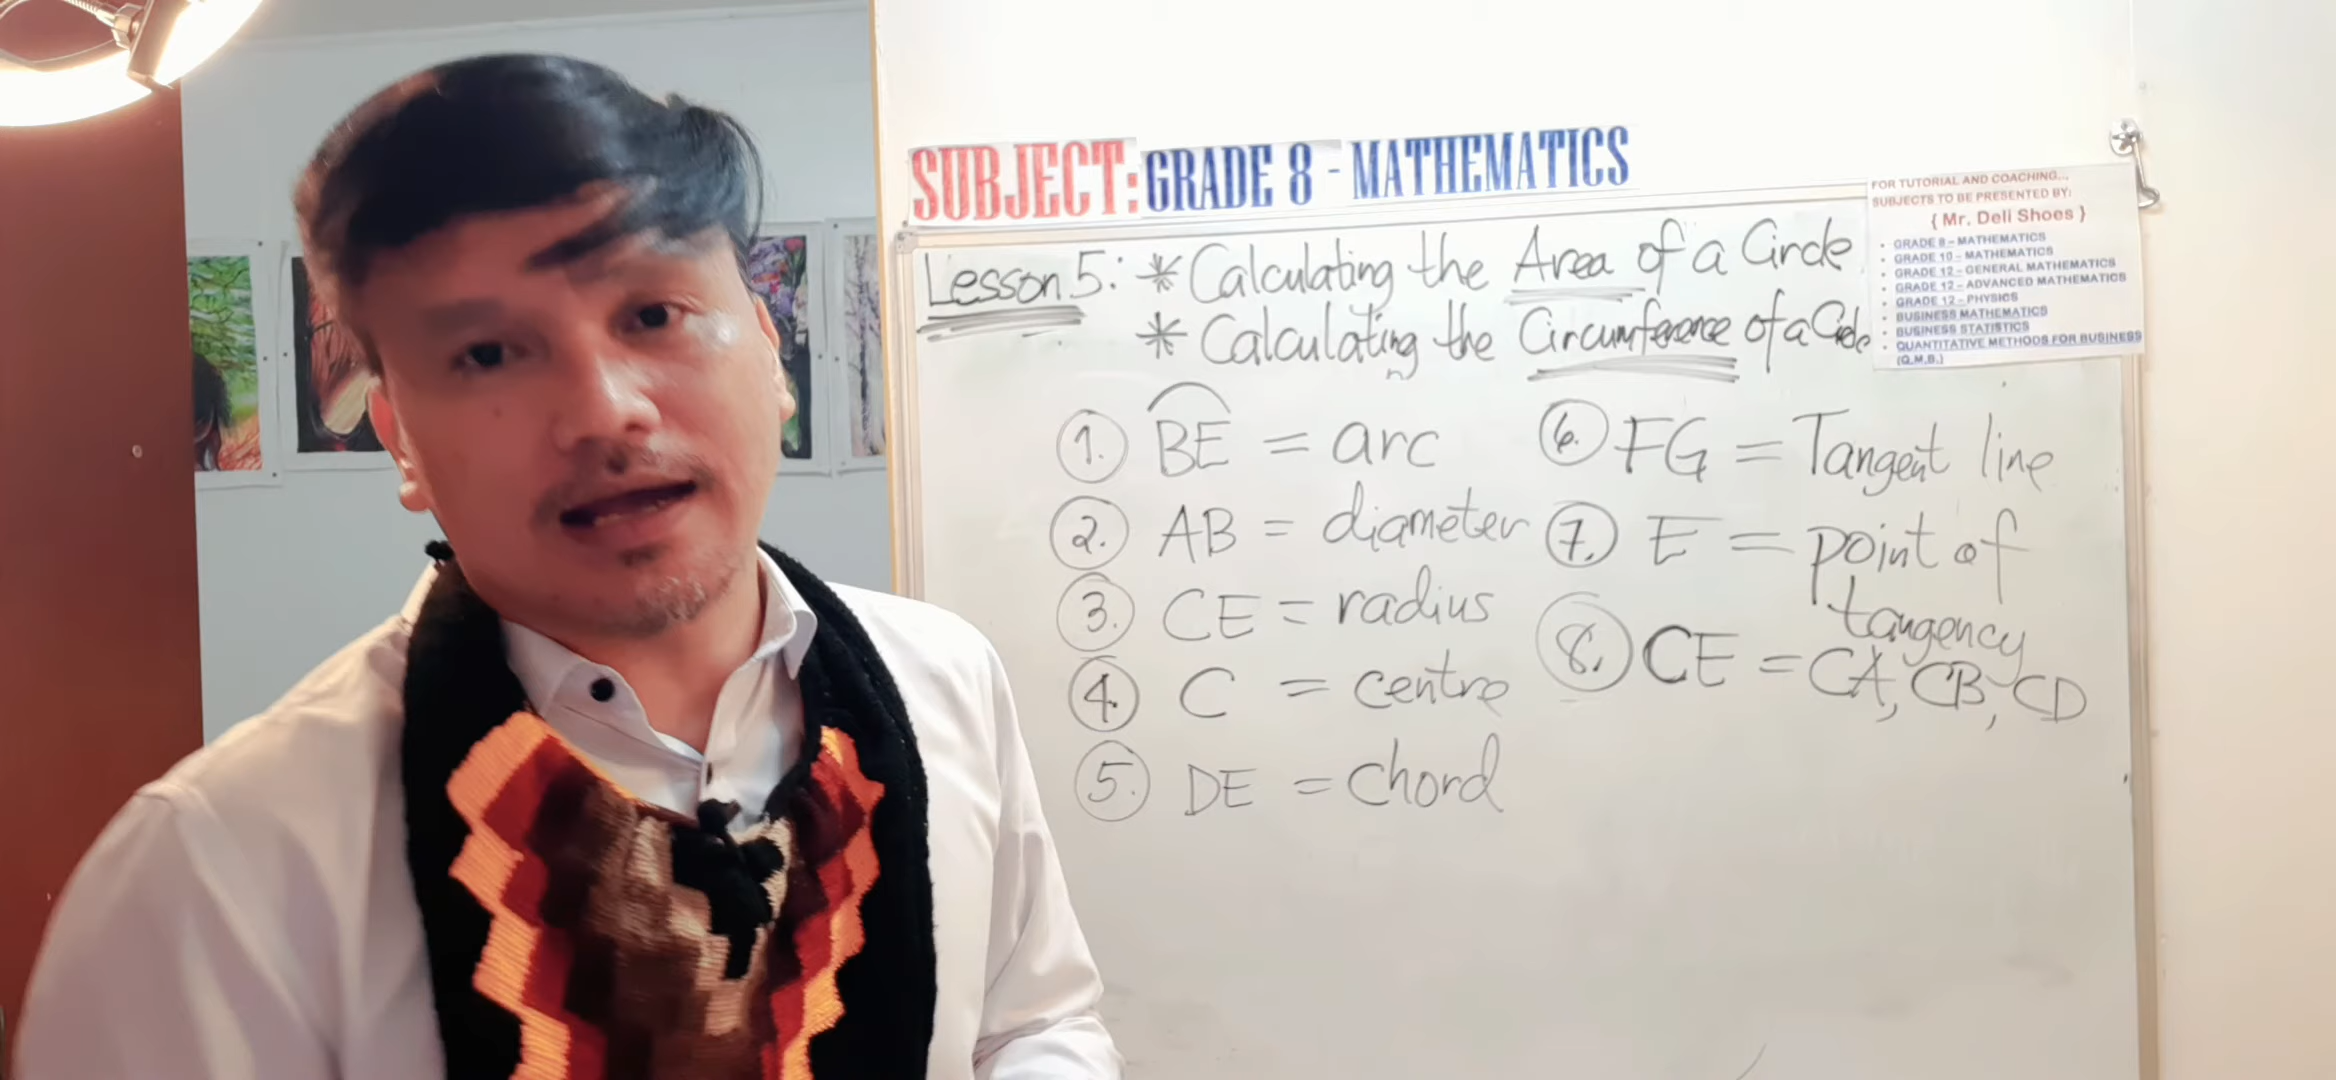 SUBJECT: GRADE 8 - MATHEMATICS
FOR TUTORIAL AND COACHING...
SUBJECTS TO BE PRESENTED BY:
{ Mr. Deli Shoes }
• GRADE 8 – MATHEMATICS
• GRADE 10 – MATHEMATICS
• GRADE 12 – GENERAL MATHEMATICS
• GRADE 12 – ADVANCED MATHEMATICS
• GRADE 12 – PHYSICS
• BUSINESS MATHEMATICS
• BUSINESS STATISTICS
• QUANTITATIVE METHODS FOR BUSINESS
(Q.M.B.)
Lesson 5: * Calculating the Area of a Circle
* Calculating the Circumference of a Circle
1. BE = arc
2. AB = diameter
3. CE = radius
4. C = centre
5. DE = chord
6. FG = Tangent line
7. E = point of
tangency
8. CE = CA, CB, CD